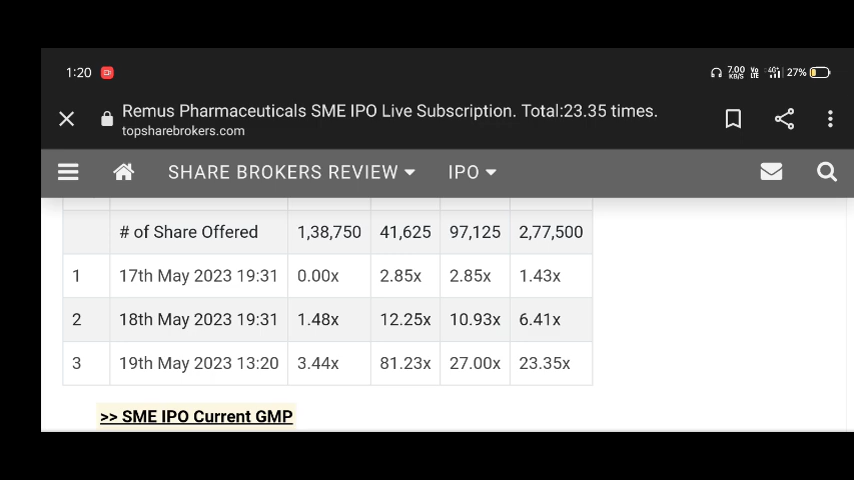 1:20 7.00 KB/S Vo LTE 4G+ 27%
Remus Pharmaceuticals SME IPO Live Subscription. Total:23.35 times.
topsharebrokers.com
SHARE BROKERS REVIEW IPO
# of Share Offered 1,38,750 41,625 97,125 2,77,500
1 17th May 2023 19:31 0.00x 2.85x 2.85x 1.43x
2 18th May 2023 19:31 1.48x 12.25x 10.93x 6.41x
3 19th May 2023 13:20 3.44x 81.23x 27.00x 23.35x
>> SME IPO Current GMP